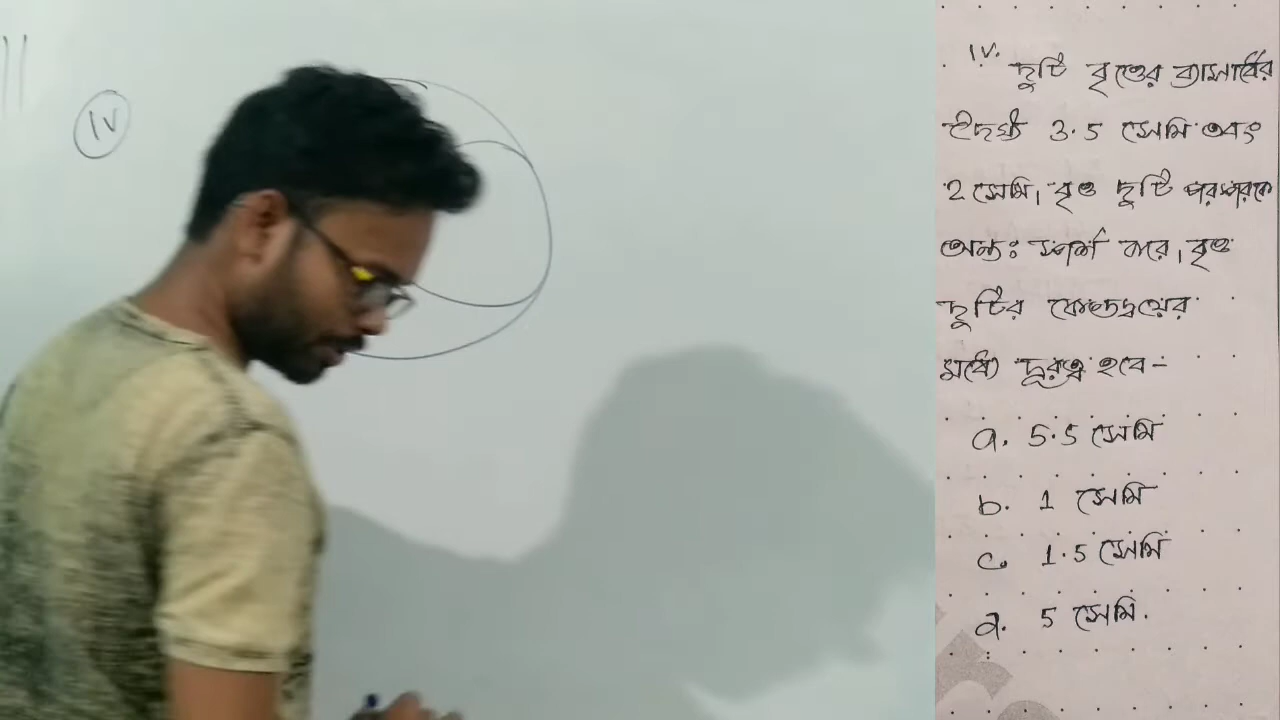 IV
IV. দুটি বৃত্তের ব্যাসার্ধের
দৈর্ঘ্য 3.5 সেমি এবং
2 সেমি। বৃত্ত দুটি পরস্পরকে
অন্তঃ স্পর্শ করে। বৃত্ত
দুটির কেন্দ্রদ্বয়ের
মধ্যে দূরত্ব হবে-
a. 5.5 সেমি
b. 1 সেমি
c. 1.5 সেমি
d. 5 সেমি.